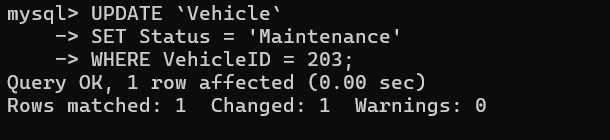 mysql> UPDATE `Vehicle`
    -> SET Status = 'Maintenance'
    -> WHERE VehicleID = 203;
Query OK, 1 row affected (0.00 sec)
Rows matched: 1  Changed: 1  Warnings: 0